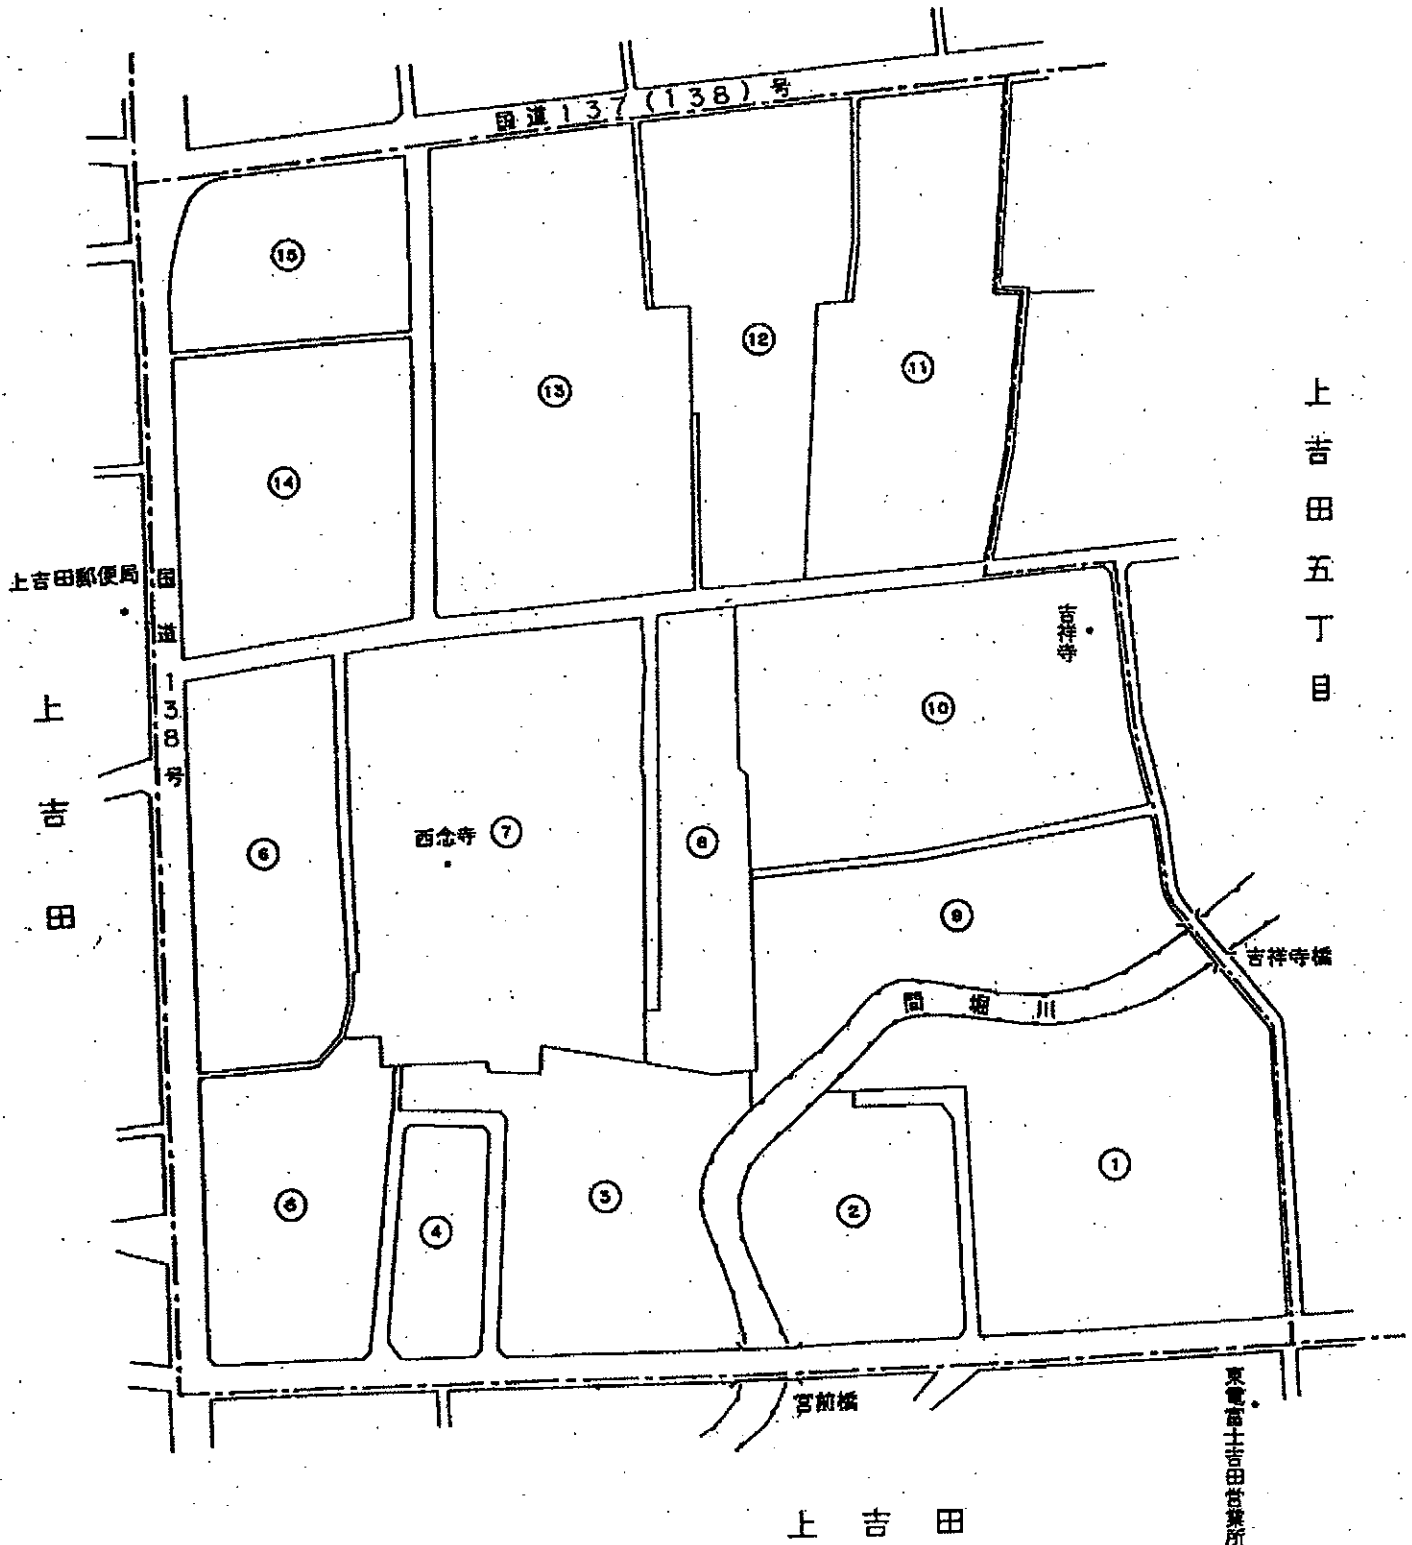 国道137(138)号
⑮
⑫
⑪
⑬
⑭
上吉田五丁目
上吉田郵便局
国道138号
吉祥寺
上吉田
⑩
西念寺
⑦
⑧
⑥
⑨
吉祥寺橋
間堀川
①
③
⑤
②
④
宮前橋
東電富士吉田営業所
上吉田